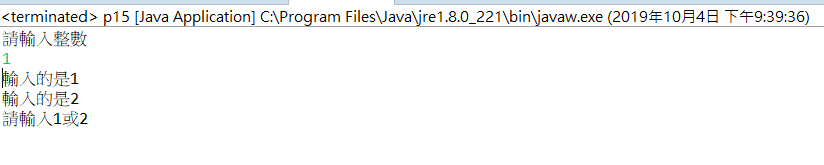 <terminated> p15 [Java Application] C:\Program Files\Java\jre1.8.0_221\bin\javaw.exe (2019年10月4日 下午9:39:36)
請輸入整數
1
輸入的是1
輸入的是2
請輸入1或2